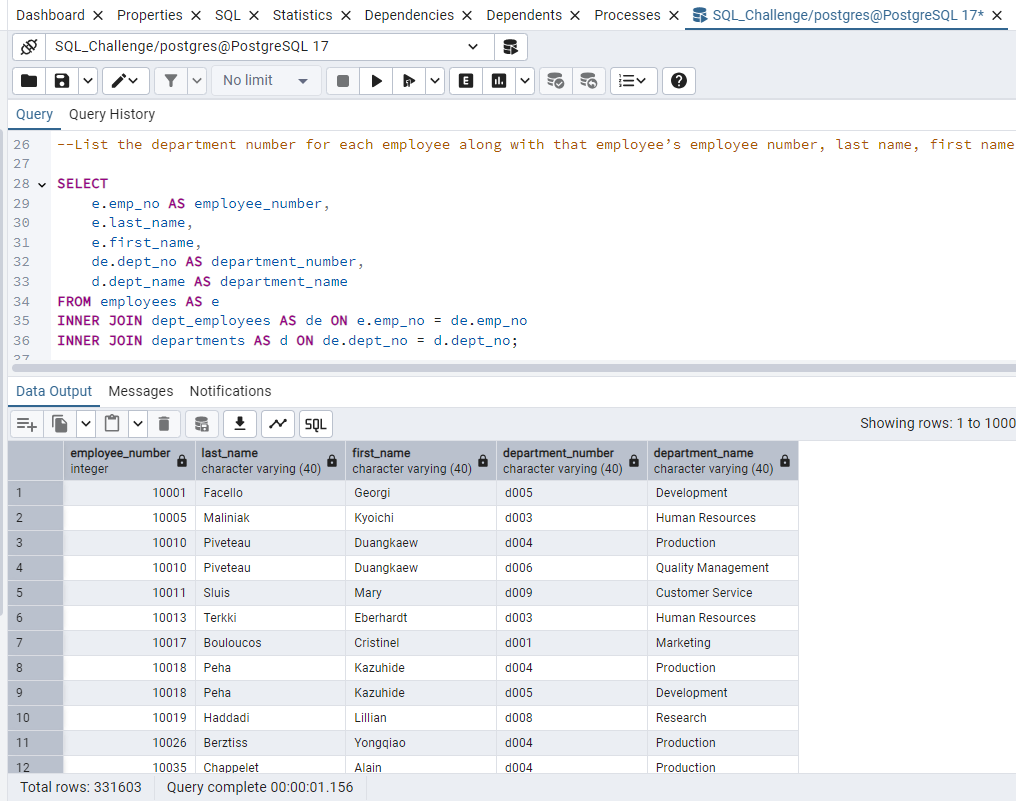 Dashboard Properties SQL Statistics Dependencies Dependents Processes SQL_Challenge/postgres@PostgreSQL 17*
SQL_Challenge/postgres@PostgreSQL 17
No limit E
Query Query History
26 --List the department number for each employee along with that employee’s employee number, last name, first name
27
28 SELECT
29 e.emp_no AS employee_number,
30 e.last_name,
31 e.first_name,
32 de.dept_no AS department_number,
33 d.dept_name AS department_name
34 FROM employees AS e
35 INNER JOIN dept_employees AS de ON e.emp_no = de.emp_no
36 INNER JOIN departments AS d ON de.dept_no = d.dept_no;
37
Data Output Messages Notifications
SQL Showing rows: 1 to 1000
employee_number last_name first_name department_number department_name
integer character varying (40) character varying (40) character varying (40) character varying (40)
1 10001 Facello Georgi d005 Development
2 10005 Maliniak Kyoichi d003 Human Resources
3 10010 Piveteau Duangkaew d004 Production
4 10010 Piveteau Duangkaew d006 Quality Management
5 10011 Sluis Mary d009 Customer Service
6 10013 Terkki Eberhardt d003 Human Resources
7 10017 Bouloucos Cristinel d001 Marketing
8 10018 Peha Kazuhide d004 Production
9 10018 Peha Kazuhide d005 Development
10 10019 Haddadi Lillian d008 Research
11 10026 Berztiss Yongqiao d004 Production
12 10035 Chappelet Alain d004 Production
Total rows: 331603 Query complete 00:00:01.156